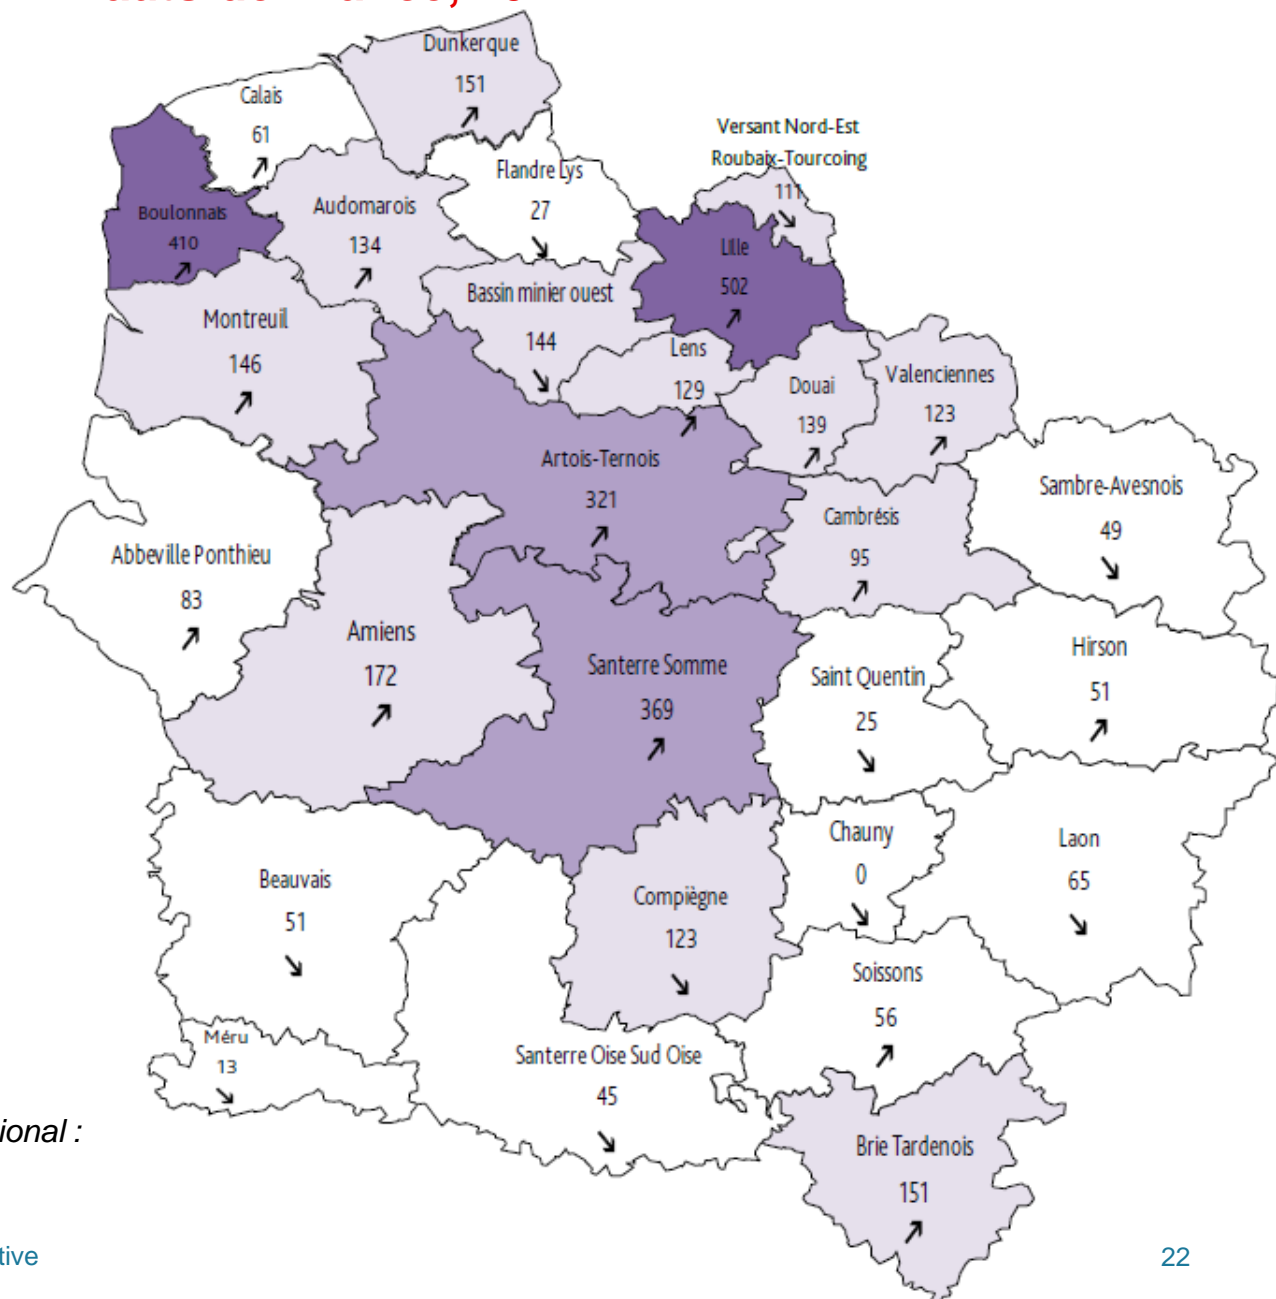 Dunkerque
151
Calais
61
Versant Nord-Est
Roubaix-Tourcoing
111
Flandre Lys
27
Boulonnais
410
Audomarois
134
Lille
502
Bassin minier ouest
144
Montreuil
146
Lens
129
Douai
139
Valenciennes
123
Artois-Ternois
321
Sambre-Avesnois
49
Cambrésis
95
Abbeville Ponthieu
83
Amiens
172
Santerre Somme
369
Saint Quentin
25
Hirson
51
Chauny
0
Laon
65
Beauvais
51
Compiègne
123
Soissons
56
Méru
13
Santerre Oise Sud Oise
45
ional :
Brie Tardenois
151
tive
22